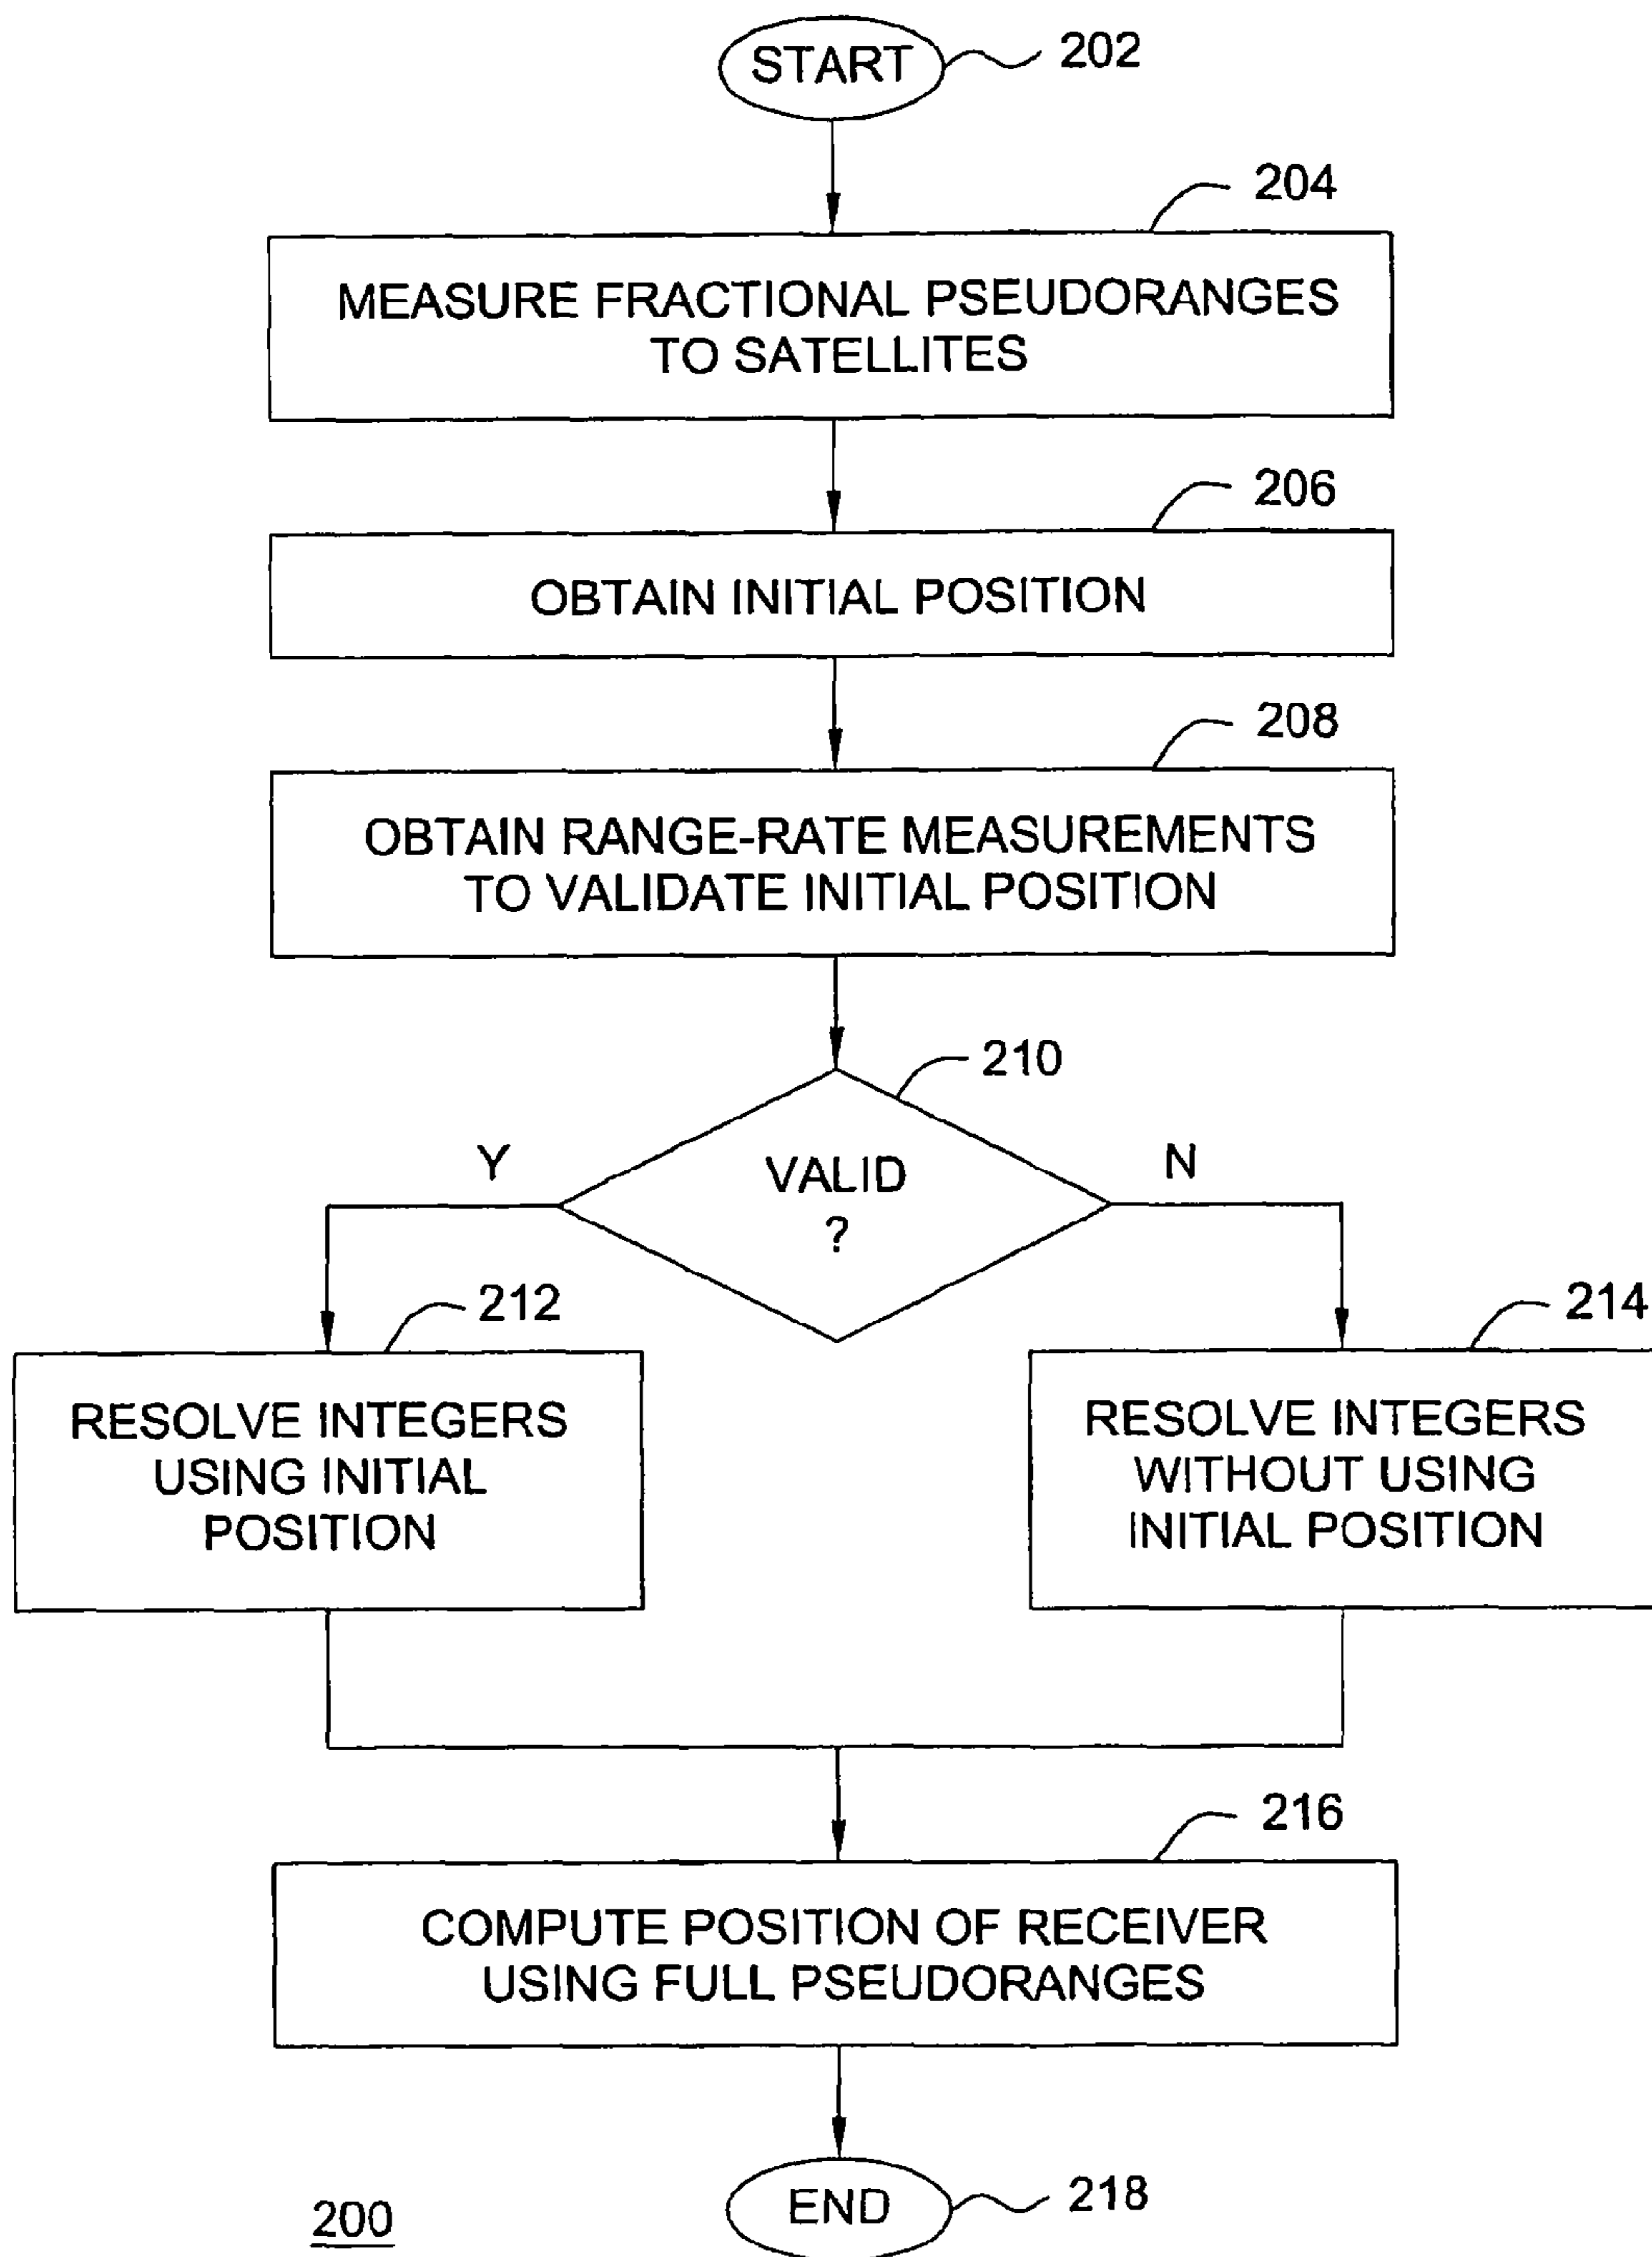 START
202
204
MEASURE FRACTIONAL PSEUDORANGES
TO SATELLITES
206
OBTAIN INITIAL POSITION
208
OBTAIN RANGE-RATE MEASUREMENTS
TO VALIDATE INITIAL POSITION
210
Y
VALID
?
N
212
RESOLVE INTEGERS
USING INITIAL
POSITION
214
RESOLVE INTEGERS
WITHOUT USING
INITIAL POSITION
216
COMPUTE POSITION OF RECEIVER
USING FULL PSEUDORANGES
END
218
200